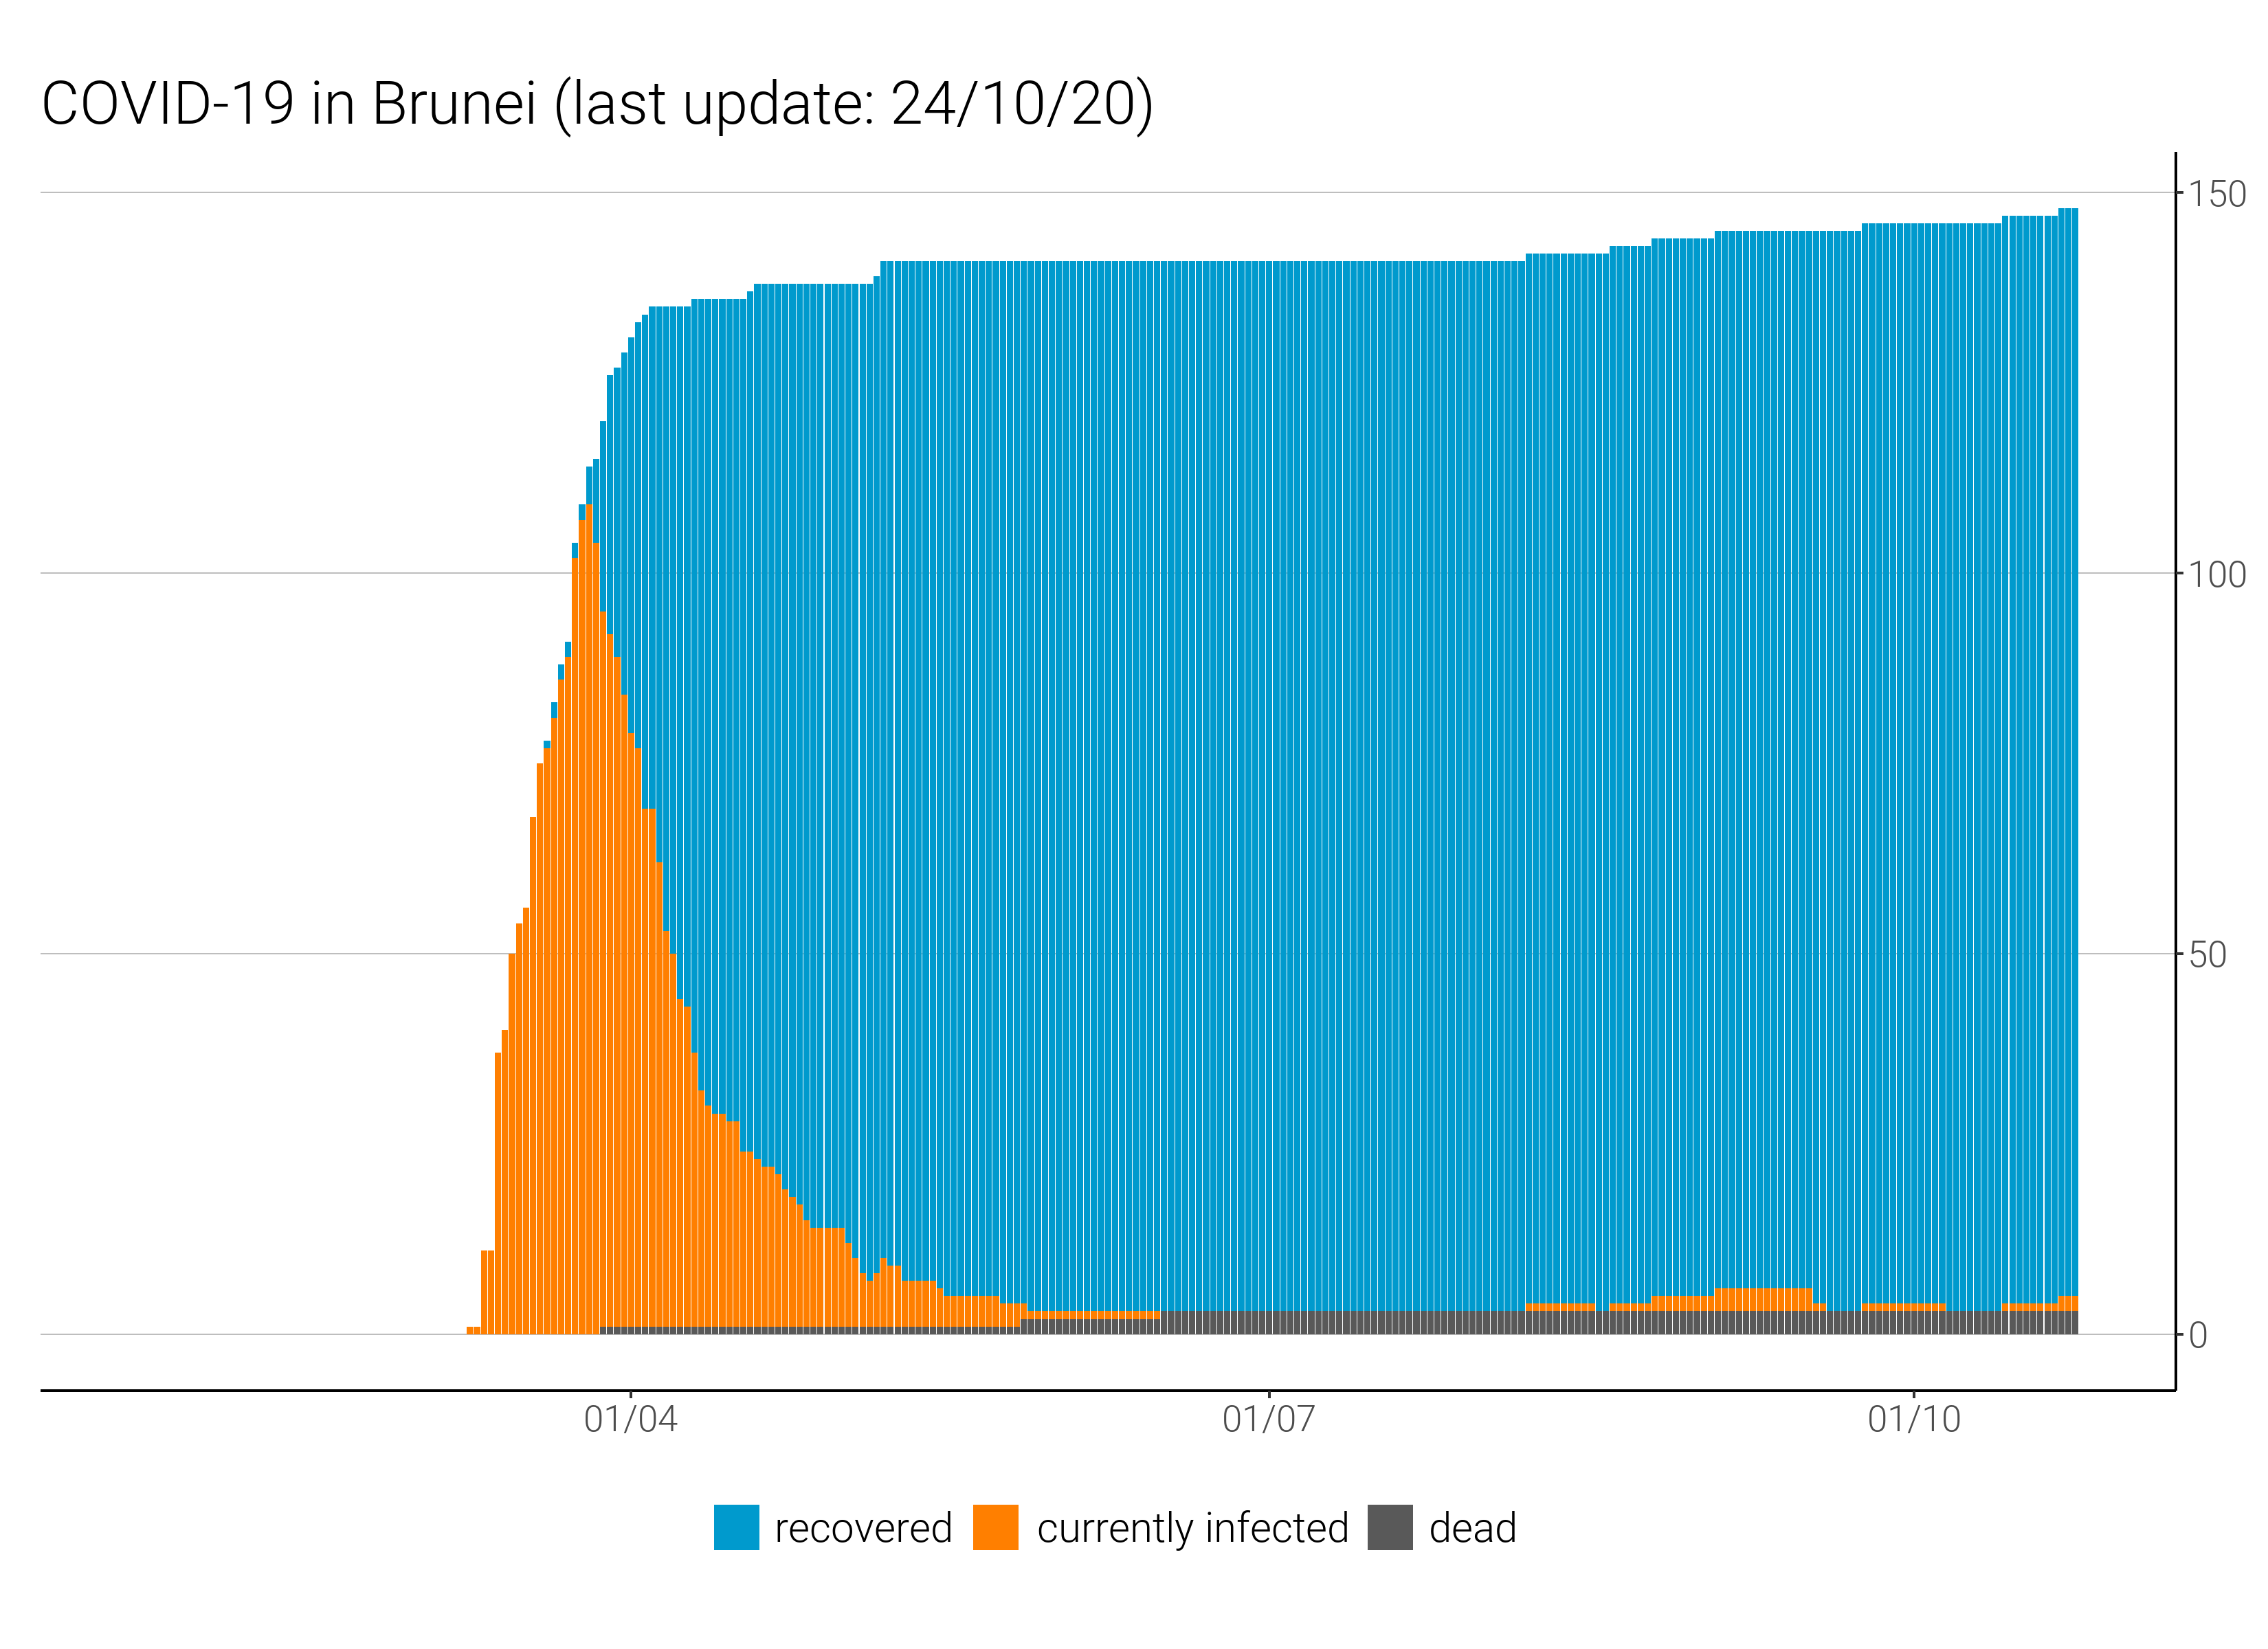 COVID-19 in Brunei (last update: 24/10/20)
150
100
50
0
01/04 01/07 01/10
recovered currently infected dead